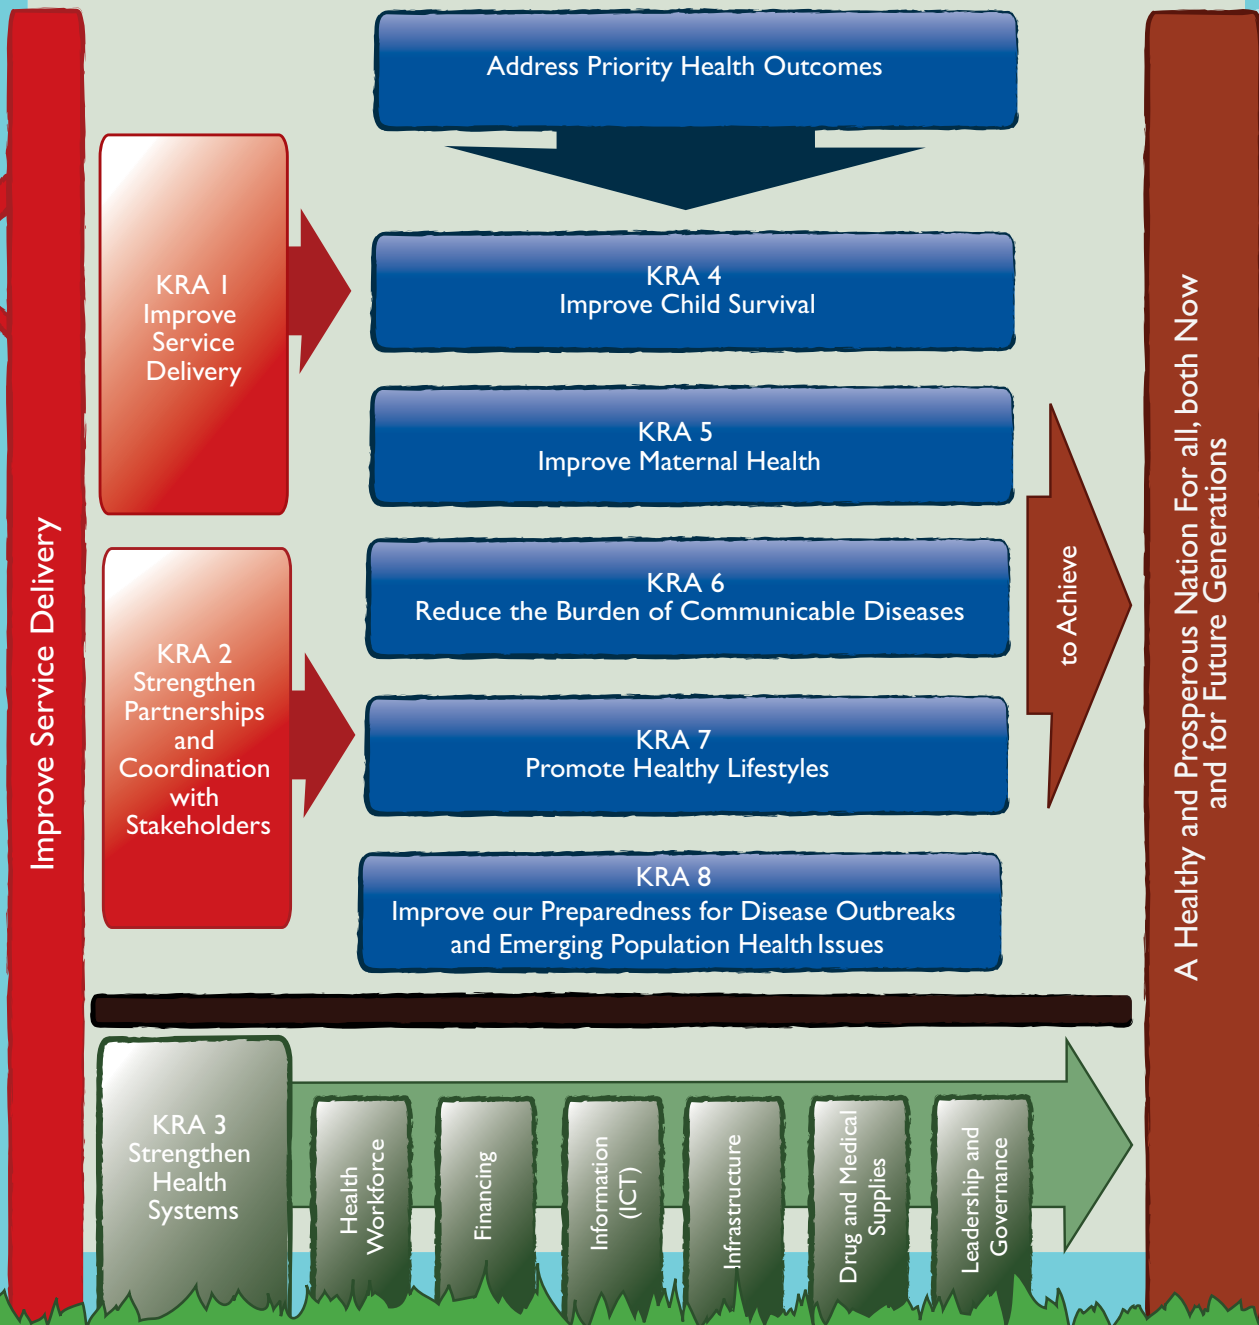 Improve Service Delivery
Address Priority Health Outcomes
KRA 1
Improve
Service
Delivery
KRA 2
Strengthen
Partnerships
and
Coordination
with
Stakeholders
KRA 4
Improve Child Survival
KRA 5
Improve Maternal Health
KRA 6
Reduce the Burden of Communicable Diseases
KRA 7
Promote Healthy Lifestyles
KRA 8
Improve our Preparedness for Disease Outbreaks
and Emerging Population Health Issues
to Achieve
A Healthy and Prosperous Nation For all, both Now
and for Future Generations
KRA 3
Strengthen
Health
Systems
Health
Workforce
Financing
Information
(ICT)
Infrastructure
Drug and Medical
Supplies
Leadership and
Governance